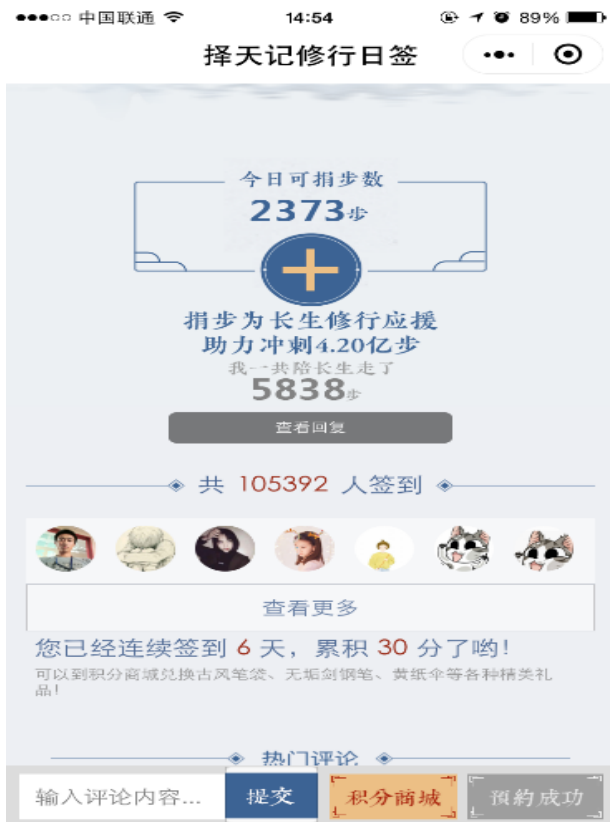 中国联通 14:54 89%
择天记修行日签
今日可捐步数
2373步
捐步为长生修行应援
助力冲刺4.20亿步
我一共陪长生走了
5838步
查看回复
共 105392 人签到
查看更多
您已经连续签到 6 天，累积 30 分了哟！
可以到积分商城兑换古风笔袋、无垢剑钢笔、黄纸伞等各种精美礼
品！
热门评论
输入评论内容... 提交 积分商城 预约成功